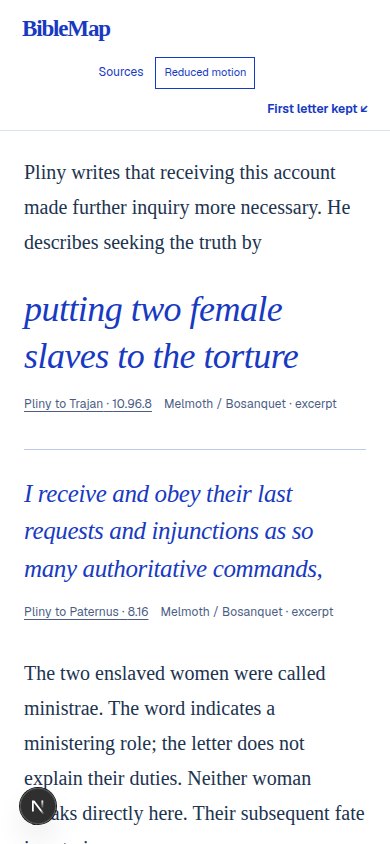 BibleMap
Sources
Reduced motion
First letter kept ↙
Pliny writes that receiving this account
made further inquiry more necessary. He
describes seeking the truth by
putting two female
slaves to the torture
Pliny to Trajan · 10.96.8 Melmoth / Bosanquet · excerpt
I receive and obey their last
requests and injunctions as so
many authoritative commands,
Pliny to Paternus · 8.16 Melmoth / Bosanquet · excerpt
The two enslaved women were called
ministrae. The word indicates a
ministering role; the letter does not
explain their duties. Neither woman
N
directly here. Their subsequent fate